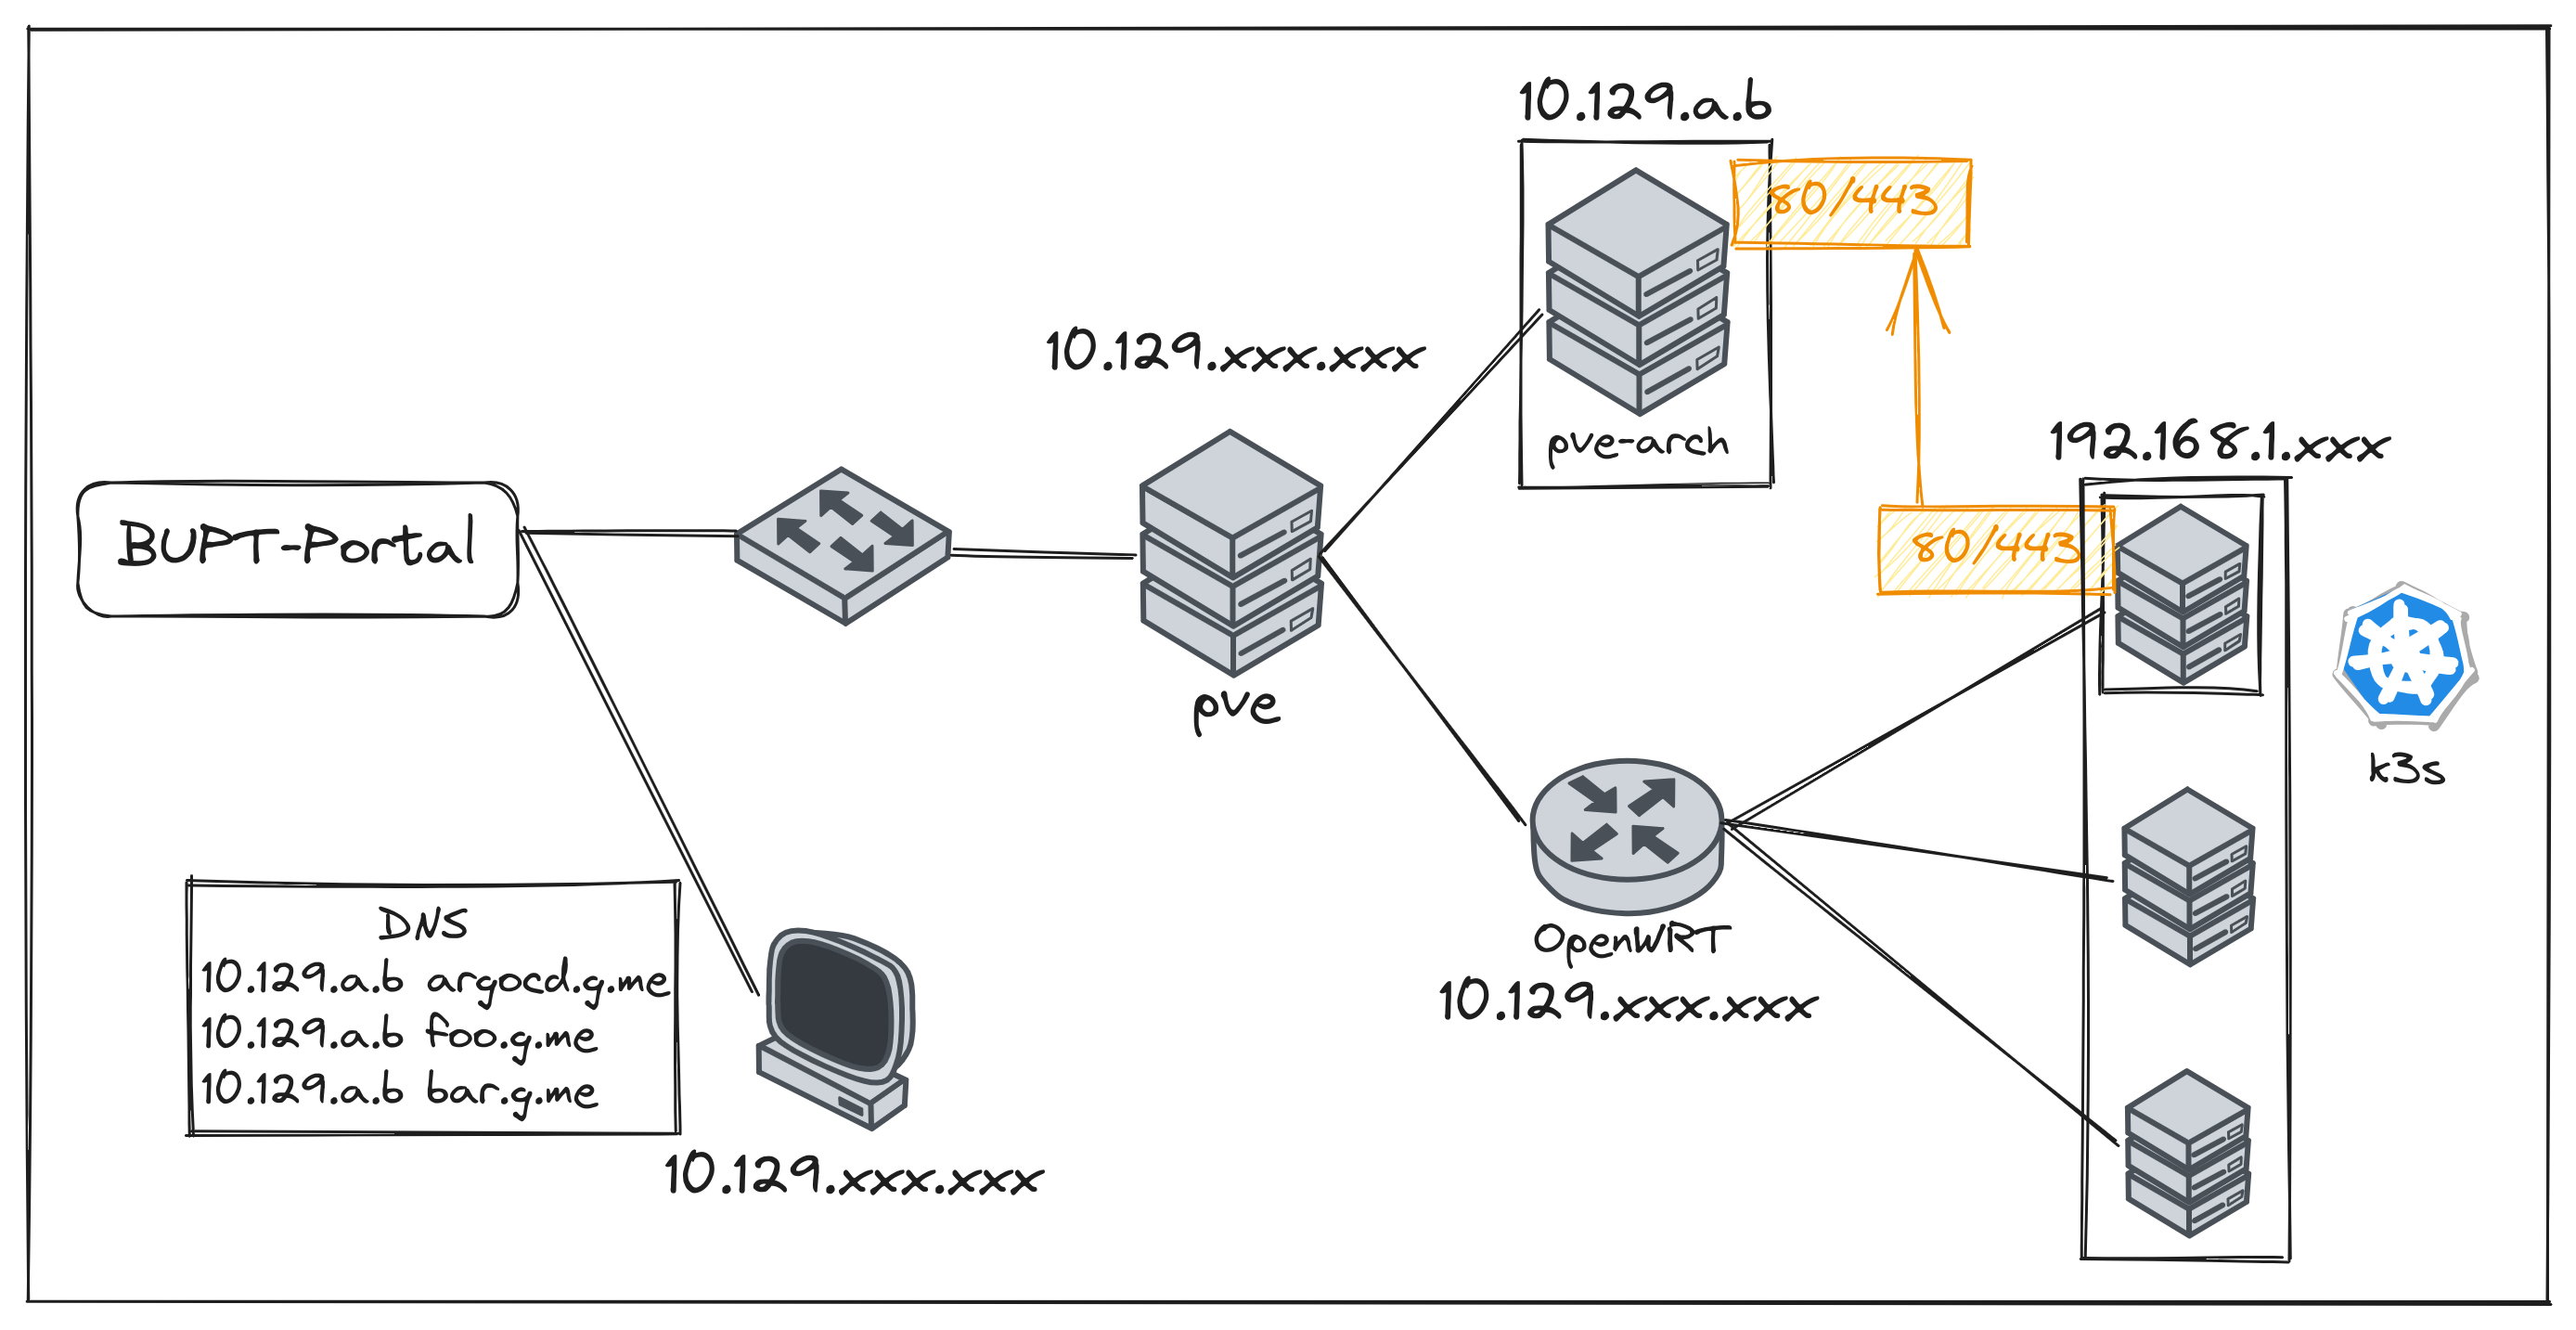 10.129.a.b
80/443
10.129.xxx.xxx
pve-arch
192.168.1.xxx
BUPT-Portal
80/443
pve
k3s
DNS
10.129.a.b argocd.g.me
10.129.a.b foo.g.me
10.129.a.b bar.g.me
OpenWRT
10.129.xxx.xxx
10.129.xxx.xxx